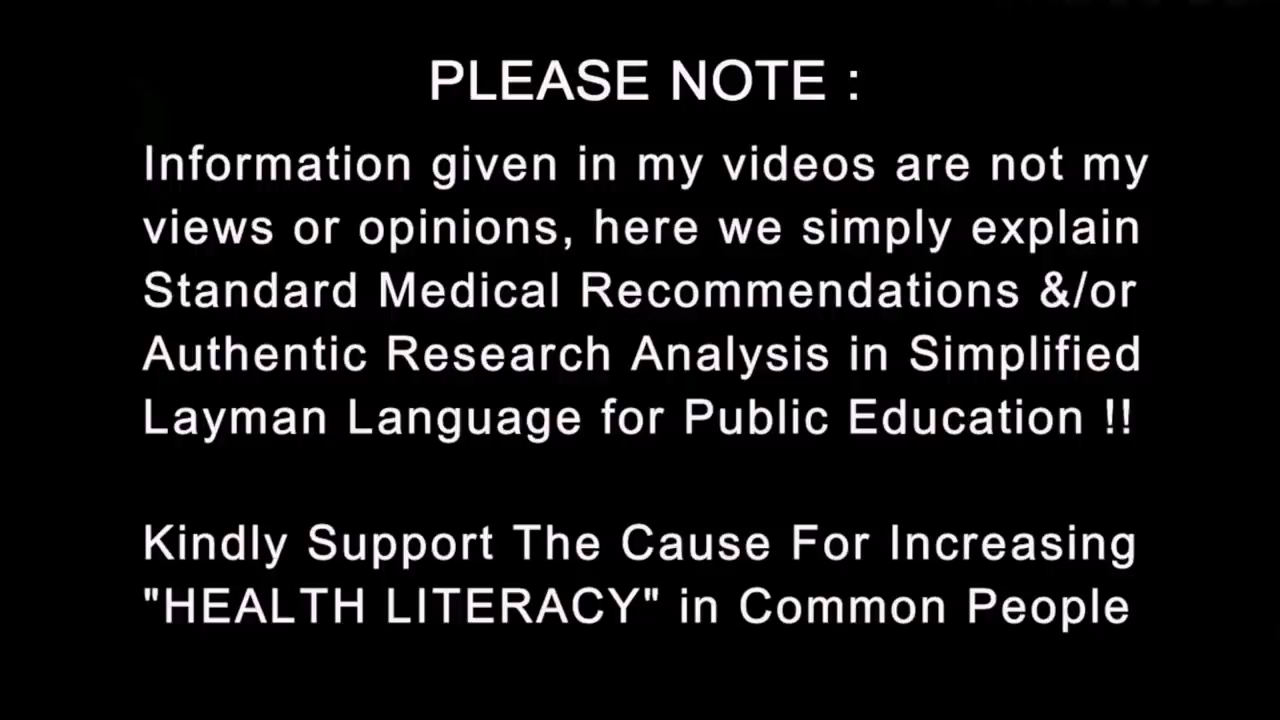 PLEASE NOTE :
Information given in my videos are not my
views or opinions, here we simply explain
Standard Medical Recommendations &/or
Authentic Research Analysis in Simplified
Layman Language for Public Education !!
Kindly Support The Cause For Increasing
"HEALTH LITERACY" in Common People